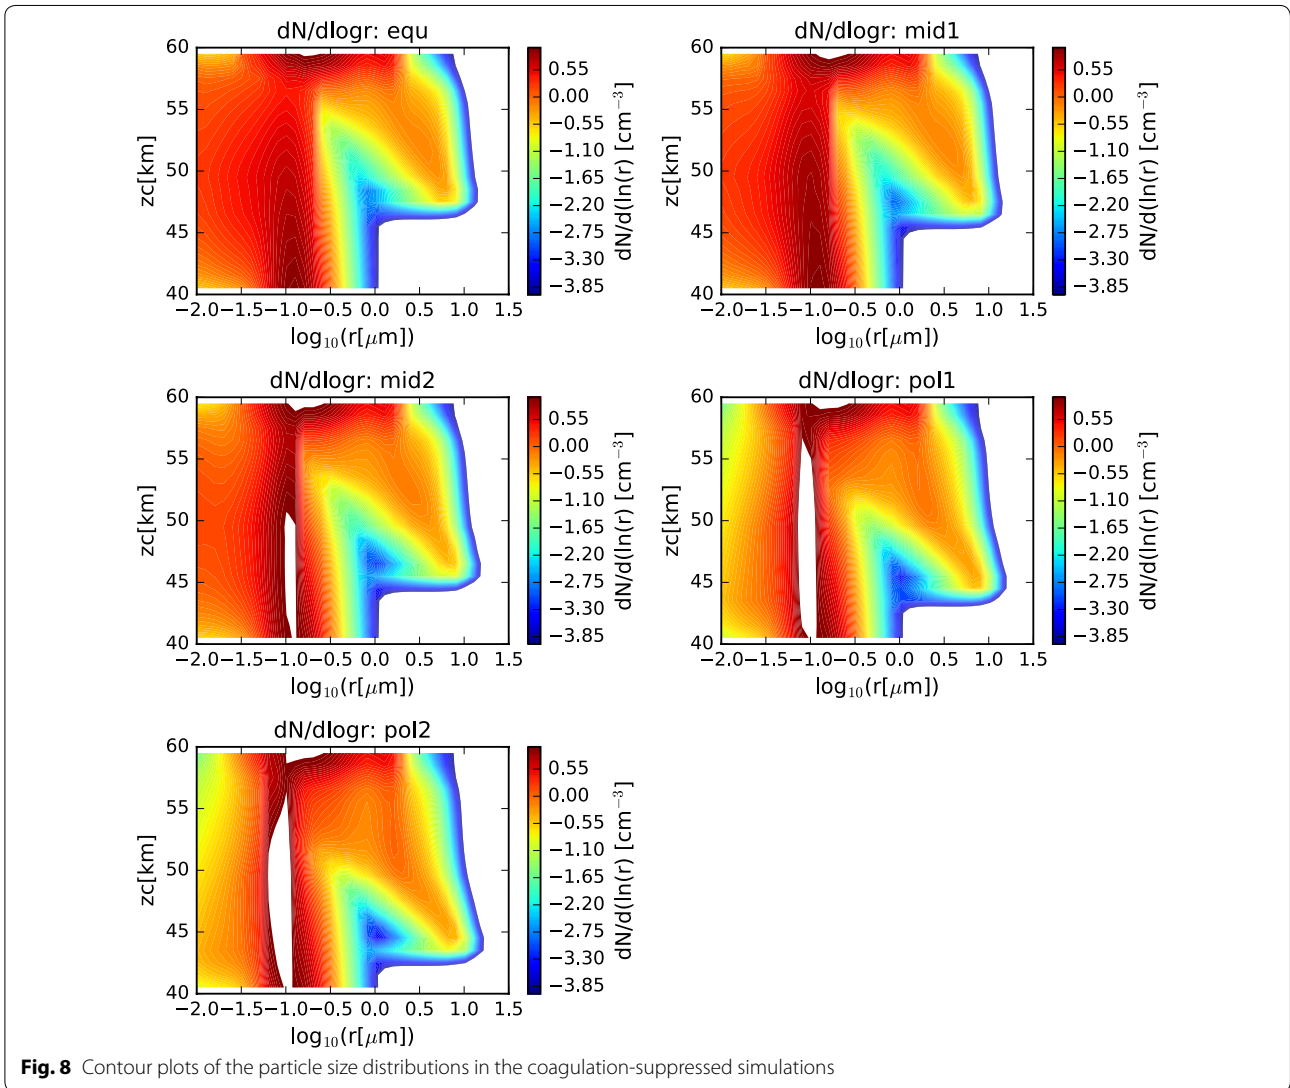 dN/dlogr: equ
60
55
50
45
40
zc[km]
−2.0 −1.5 −1.0 −0.5 0.0 0.5 1.0 1.5
log₁₀(r[μm])
0.55
0.00
−0.55
−1.10
−1.65
−2.20
−2.75
−3.30
−3.85
dN/d(ln(r) [cm⁻³]
dN/dlogr: mid1
60
55
50
45
40
zc[km]
−2.0 −1.5 −1.0 −0.5 0.0 0.5 1.0 1.5
log₁₀(r[μm])
0.55
0.00
−0.55
−1.10
−1.65
−2.20
−2.75
−3.30
−3.85
dN/d(ln(r) [cm⁻³]
dN/dlogr: mid2
60
55
50
45
40
zc[km]
−2.0 −1.5 −1.0 −0.5 0.0 0.5 1.0 1.5
log₁₀(r[μm])
0.55
0.00
−0.55
−1.10
−1.65
−2.20
−2.75
−3.30
−3.85
dN/d(ln(r) [cm⁻³]
dN/dlogr: pol1
60
55
50
45
40
zc[km]
−2.0 −1.5 −1.0 −0.5 0.0 0.5 1.0 1.5
log₁₀(r[μm])
0.55
0.00
−0.55
−1.10
−1.65
−2.20
−2.75
−3.30
−3.85
dN/d(ln(r) [cm⁻³]
dN/dlogr: pol2
60
55
50
45
40
zc[km]
−2.0 −1.5 −1.0 −0.5 0.0 0.5 1.0 1.5
log₁₀(r[μm])
0.55
0.00
−0.55
−1.10
−1.65
−2.20
−2.75
−3.30
−3.85
dN/d(ln(r) [cm⁻³]
Fig. 8 Contour plots of the particle size distributions in the coagulation-suppressed simulations